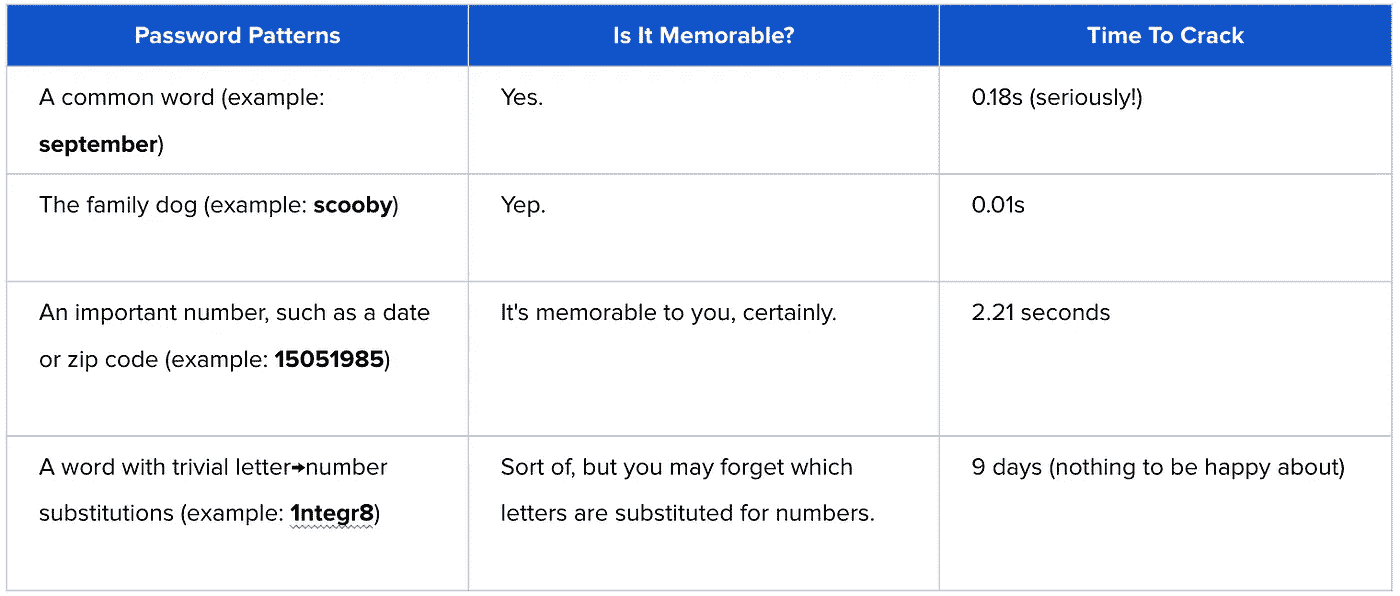 Password Patterns Is It Memorable? Time To Crack
A common word (example: Yes. 0.18s (seriously!)
september)
The family dog (example: scooby) Yep. 0.01s
An important number, such as a date It's memorable to you, certainly. 2.21 seconds
or zip code (example: 15051985)
A word with trivial letter→number Sort of, but you may forget which 9 days (nothing to be happy about)
substitutions (example: 1ntegr8) letters are substituted for numbers.